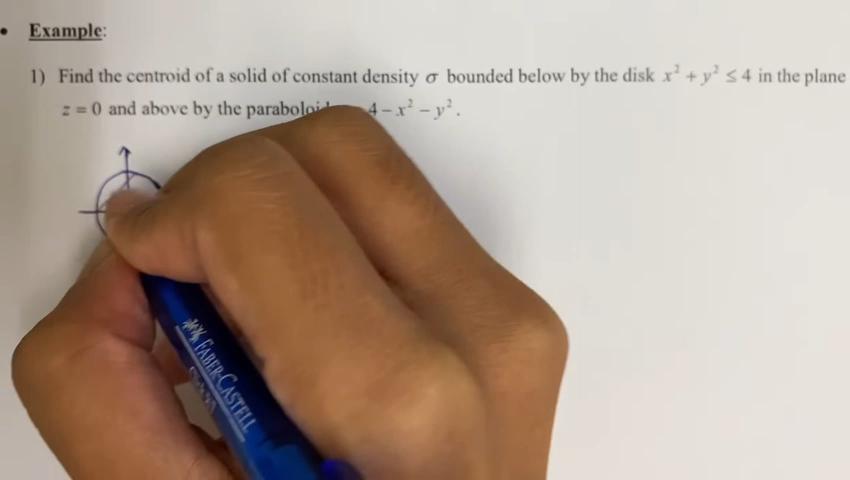 • Example:
1) Find the centroid of a solid of constant density σ bounded below by the disk x² + y² ≤ 4 in the plane
z = 0 and above by the 4 – x² – y².
FABER-CASTELL